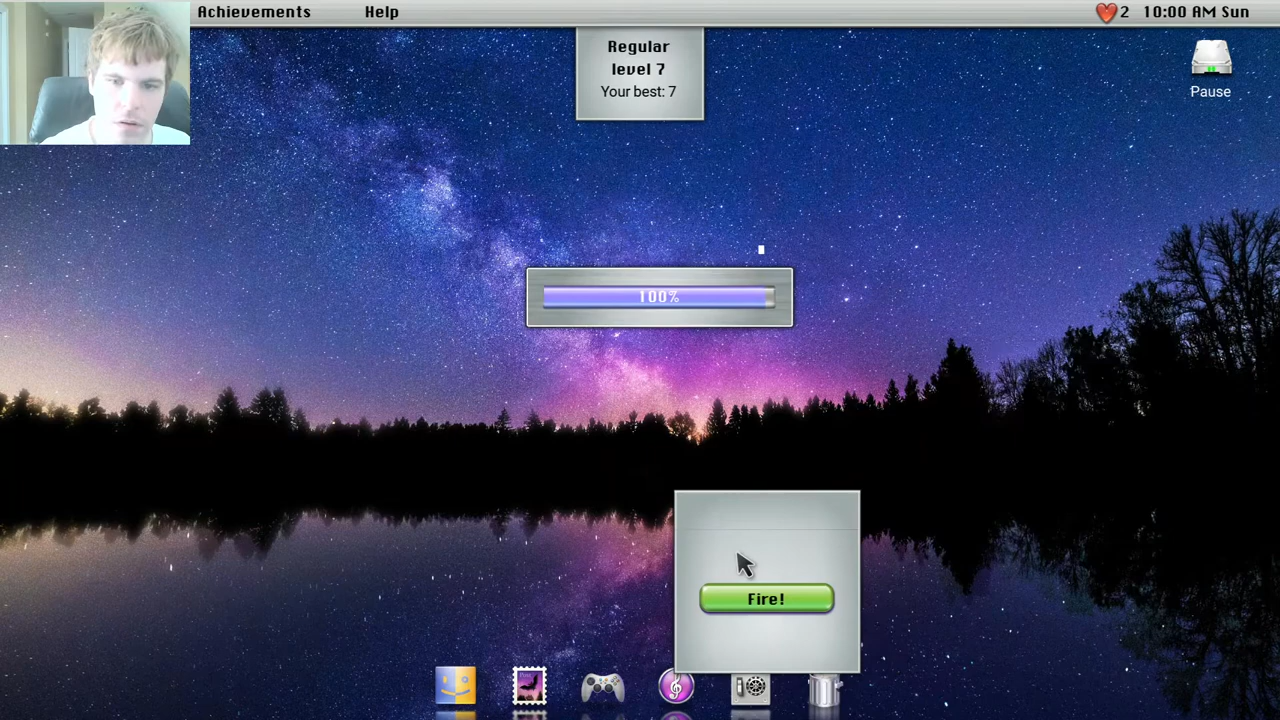 Achievements Help 2 10:00 AM Sun
Regular
level 7
Your best: 7
Pause
100%
Fire!